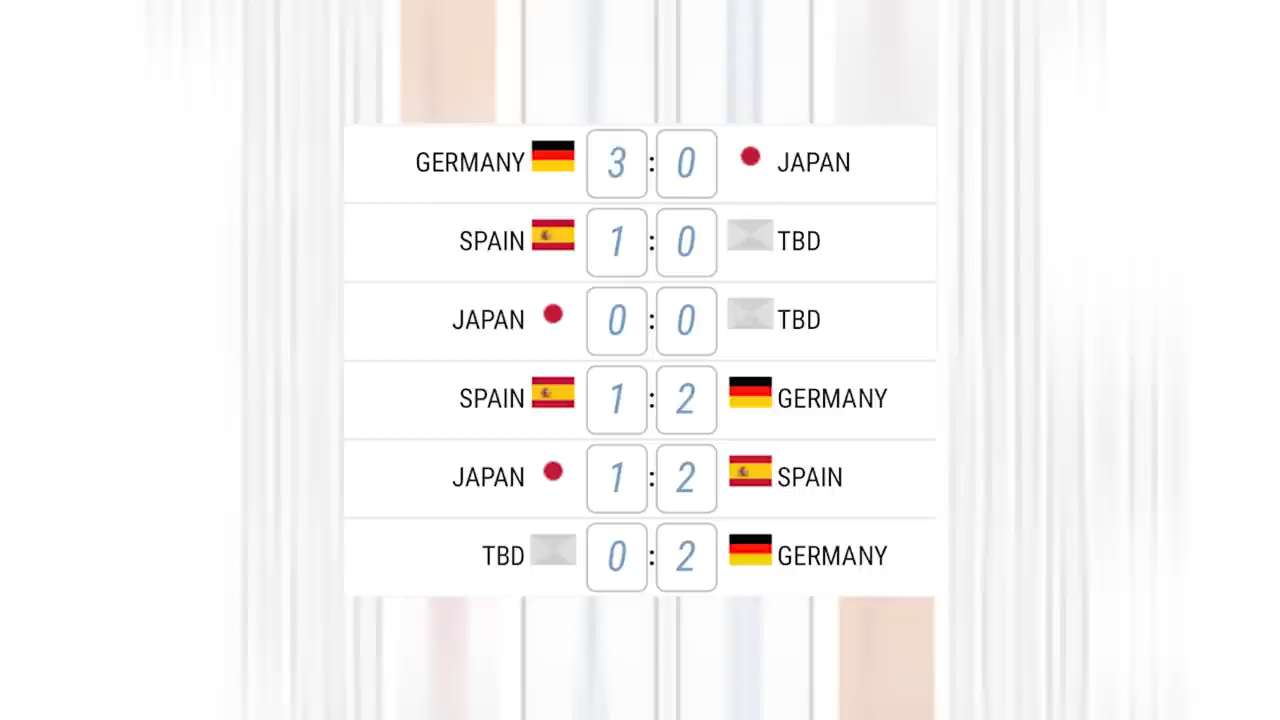 GERMANY 3 : 0 JAPAN
SPAIN 1 : 0 TBD
JAPAN 0 : 0 TBD
SPAIN 1 : 2 GERMANY
JAPAN 1 : 2 SPAIN
TBD 0 : 2 GERMANY